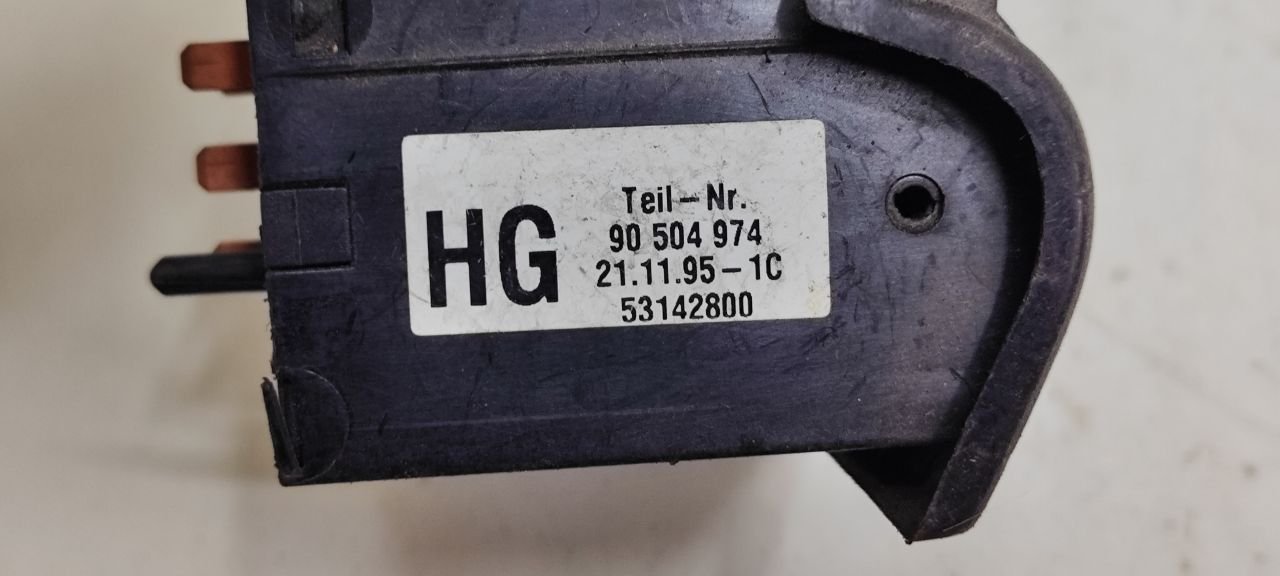 HG
Teil-Nr.
90 504 974
21.11.95-1C
53142800